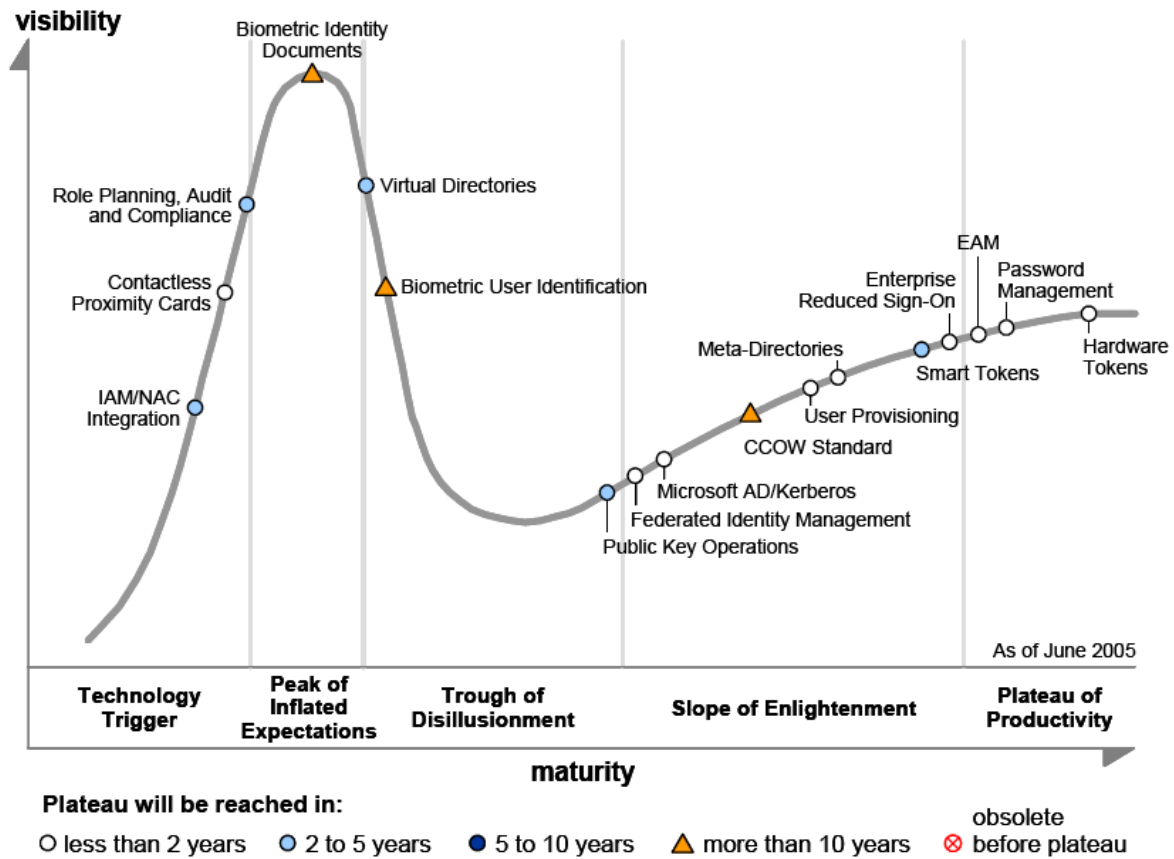 visibility
Biometric Identity
Documents
Role Planning, Audit
and Compliance
Virtual Directories
Contactless
Proximity Cards
Biometric User Identification
IAM/NAC
Integration
EAM
Enterprise
Reduced Sign-On
Password
Management
Meta-Directories
Hardware
Tokens
Smart Tokens
User Provisioning
CCOW Standard
Microsoft AD/Kerberos
Federated Identity Management
Public Key Operations
As of June 2005
Technology
Trigger
Peak of
Inflated
Expectations
Trough of
Disillusionment
Slope of Enlightenment
Plateau of
Productivity
maturity
Plateau will be reached in:
less than 2 years
2 to 5 years
5 to 10 years
more than 10 years
obsolete
before plateau